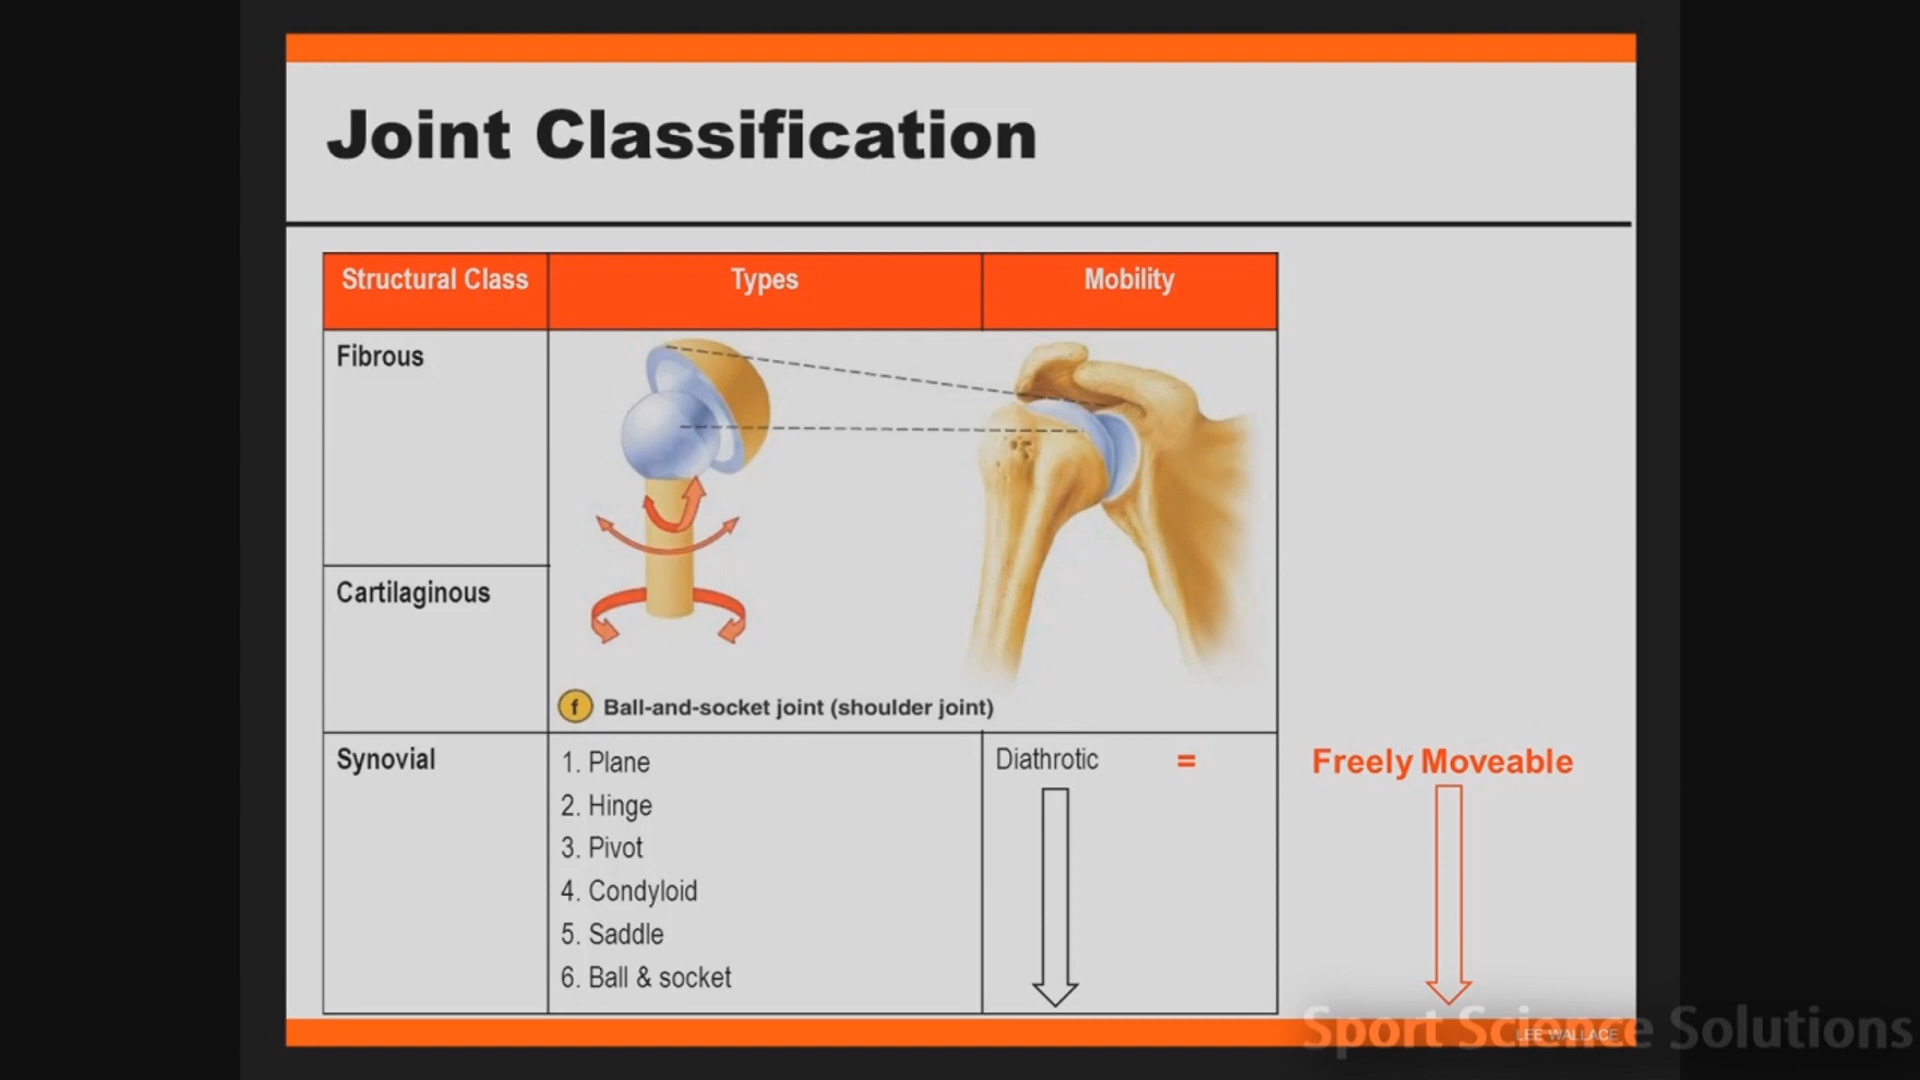 Joint Classification
Structural Class
Types
Mobility
Fibrous
Cartilaginous
f Ball-and-socket joint (shoulder joint)
Synovial
1. Plane
2. Hinge
3. Pivot
4. Condyloid
5. Saddle
6. Ball & socket
Diathrotic =
Freely Moveable
LEE WALLACE
Sport Science Solutions